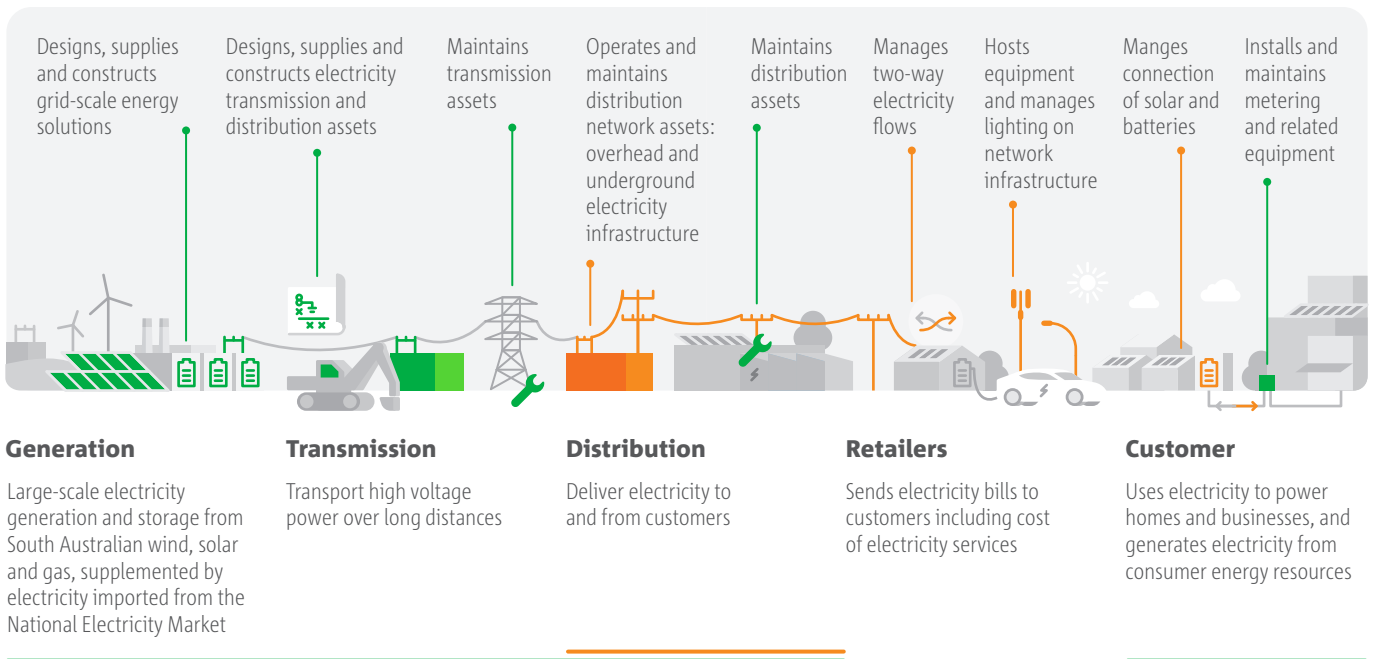 Designs, supplies
and constructs
grid-scale energy
solutions
Designs, supplies and
constructs electricity
transmission and
distribution assets
Maintains
transmission
assets
Operates and
maintains
distribution
network assets:
overhead and
underground
electricity
infrastructure
Maintains
distribution
assets
Manages
two-way
electricity
flows
Hosts
equipment
and manages
lighting on
network
infrastructure
Manges
connection
of solar and
batteries
Installs and
maintains
metering
and related
equipment
Generation
Large-scale electricity
generation and storage from
South Australian wind, solar
and gas, supplemented by
electricity imported from the
National Electricity Market
Transmission
Transport high voltage
power over long distances
Distribution
Deliver electricity to
and from customers
Retailers
Sends electricity bills to
customers including cost
of electricity services
Customer
Uses electricity to power
homes and businesses, and
generates electricity from
consumer energy resources